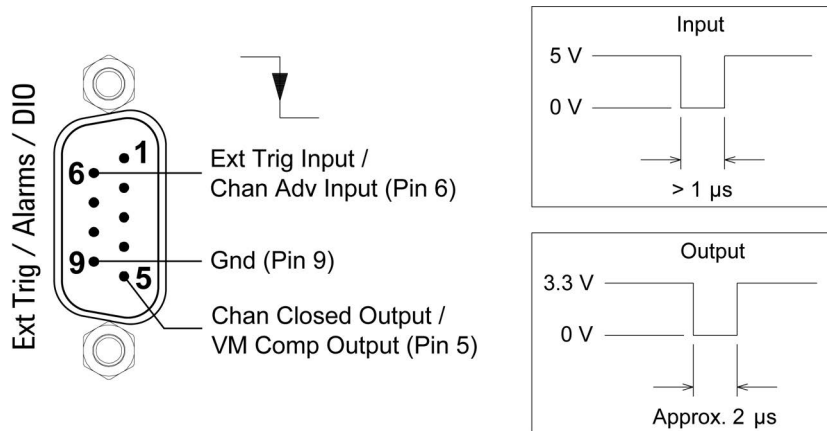 Ext Trig / Alarms / DIO
1
6
9
5
Ext Trig Input /
Chan Adv Input (Pin 6)
Gnd (Pin 9)
Chan Closed Output /
VM Comp Output (Pin 5)
Input
5 V
0 V
> 1 µs
Output
3.3 V
0 V
Approx. 2 µs